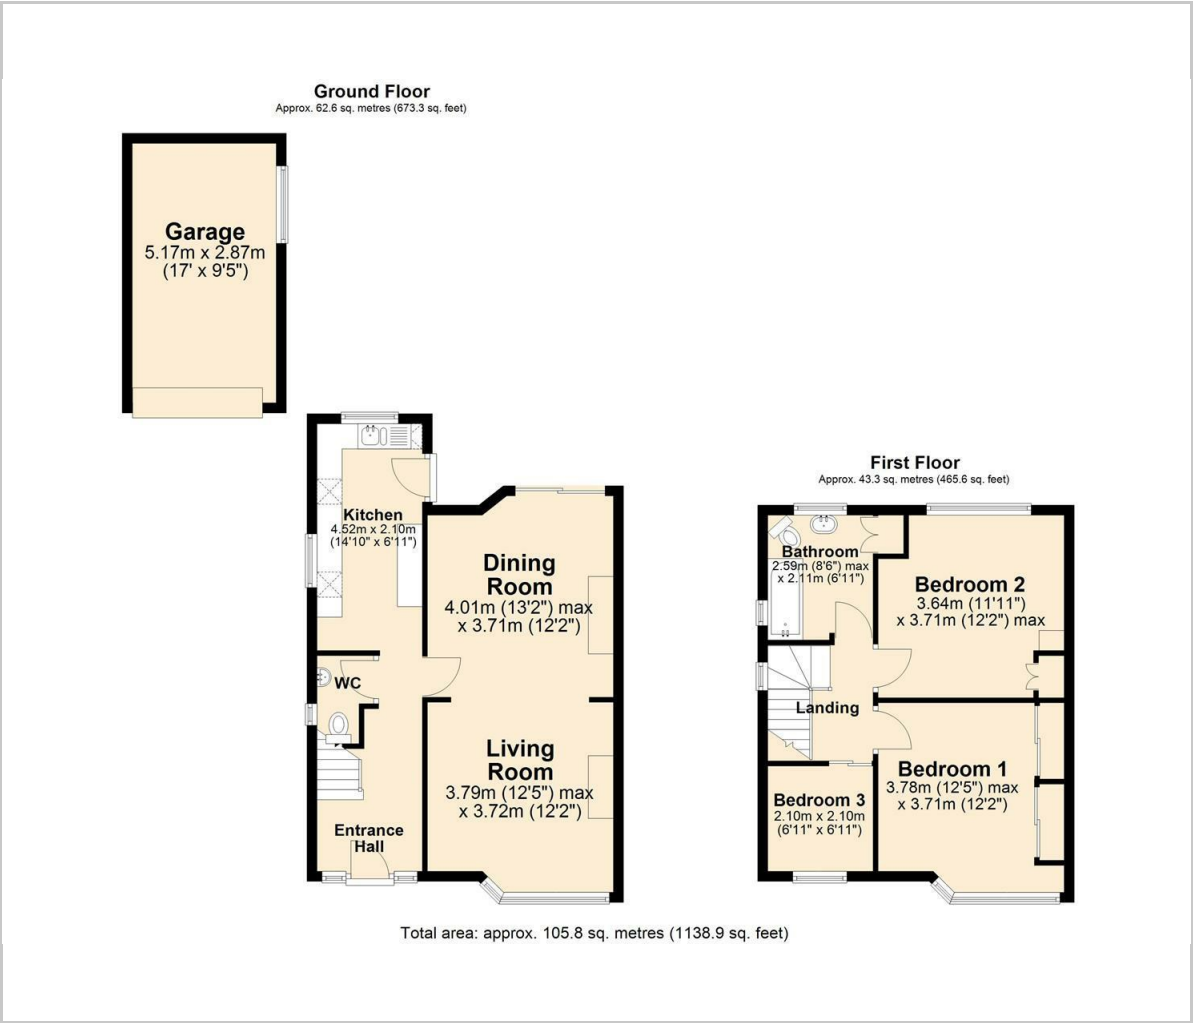 Ground Floor
Approx. 62.6 sq. metres (673.3 sq. feet)
Garage
5.17m x 2.87m
(17' x 9'5")
Kitchen
4.52m x 2.10m
(14'10" x 6'11")
Dining
Room
4.01m (13'2") max
x 3.71m (12'2")
WC
Living
Room
3.79m (12'5") max
x 3.72m (12'2")
Entrance
Hall
First Floor
Approx. 43.3 sq. metres (465.6 sq. feet)
Bathroom
2.59m (8'6") max
x 2.11m (6'11")
Bedroom 2
3.64m (11'11")
x 3.71m (12'2") max
Landing
Bedroom 1
3.78m (12'5") max
x 3.71m (12'2")
Bedroom 3
2.10m x 2.10m
(6'11" x 6'11")
Total area: approx. 105.8 sq. metres (1138.9 sq. feet)